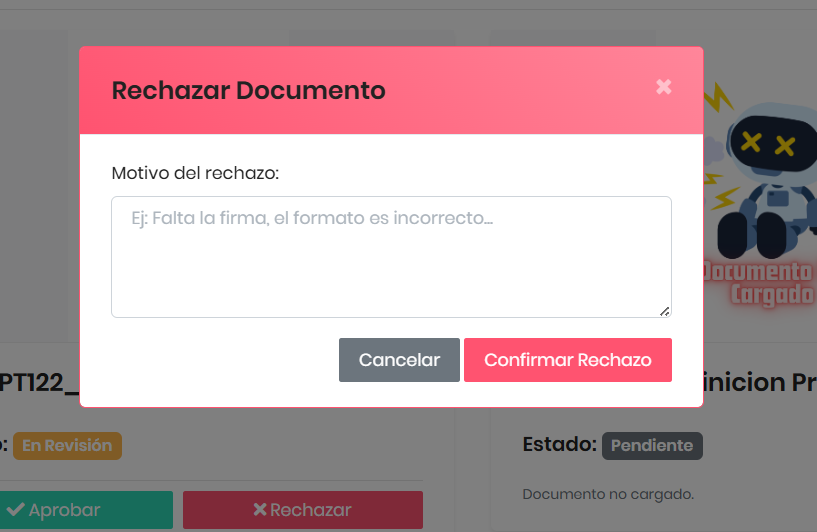 Rechazar Documento
×
Motivo del rechazo:
Ej: Falta la firma, el formato es incorrecto...
Cancelar
Confirmar Rechazo
Documento
Cargado
PT122_
inicion Pr
En Revisión
Estado: Pendiente
Documento no cargado.
Aprobar
Rechazar